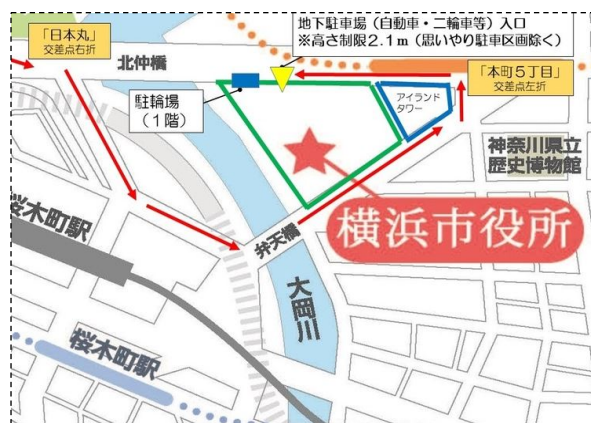 地下駐車場（自動車・二輪車等）入口
※高さ制限２.１ｍ（思いやり駐車区画除く）
「日本丸」
交差点右折
北仲橋
「本町５丁目」
交差点左折
駐輪場
（１階）
アイランド
タワー
神奈川県立
歴史博物館
桜木町駅
横浜市役所
弁天橋
大岡川
桜木町駅